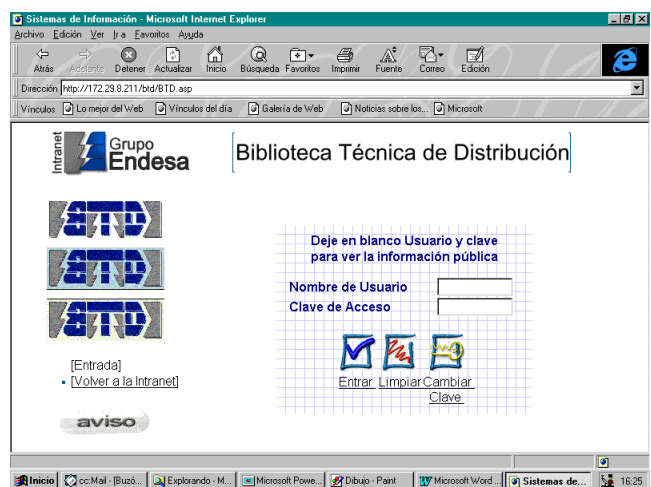 Sistemas de Información - Microsoft Internet Explorer
Archivo Edición Ver Ir a Favoritos Ayuda
Atrás Adelante Detener Actualizar Inicio Búsqueda Favoritos Imprimir Fuente Correo Edición
Dirección http://172.29.8.211/btd/BTD.asp
Vínculos Lo mejor del Web Vínculos del día Galería de Web Noticias sobre los... Microsoft
Intranet Grupo
Endesa
Biblioteca Técnica de Distribución
BTD
BTD
BTD
Deje en blanco Usuario y clave
para ver la información pública
Nombre de Usuario
Clave de Acceso
Entrar Limpiar Cambiar
Clave
[Entrada]
[Volver a la Intranet]
aviso
Inicio cc:Mail - [Buzó... Explorando - M... Microsoft Powe... Dibujo - Paint Microsoft Word ... Sistemas de... 16:25